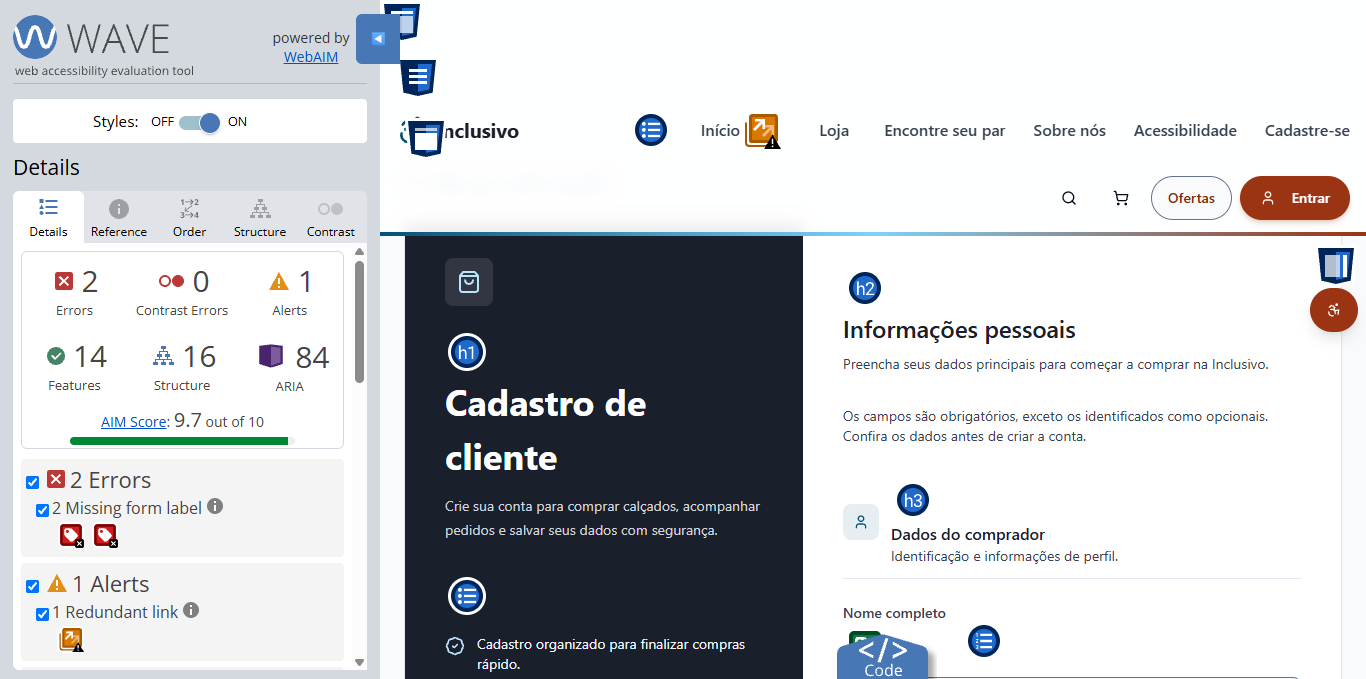 WAVE
web accessibility evaluation tool
powered by
WebAIM
Styles: OFF ON
Details
Details
Reference
Order
Structure
Contrast
2
Errors
0
Contrast Errors
1
Alerts
14
Features
16
Structure
84
ARIA
AIM Score: 9.7 out of 10
2 Errors
2 Missing form label
1 Alerts
1 Redundant link
nclusivo
Início
Loja
Encontre seu par
Sobre nós
Acessibilidade
Cadastre-se
Ofertas
Entrar
h1
Cadastro de
cliente
Crie sua conta para comprar calçados, acompanhar
pedidos e salvar seus dados com segurança.
Cadastro organizado para finalizar compras
rápido.
h2
Informações pessoais
Preencha seus dados principais para começar a comprar na Inclusivo.
Os campos são obrigatórios, exceto os identificados como opcionais.
Confira os dados antes de criar a conta.
h3
Dados do comprador
Identificação e informações de perfil.
Nome completo
</>
Code